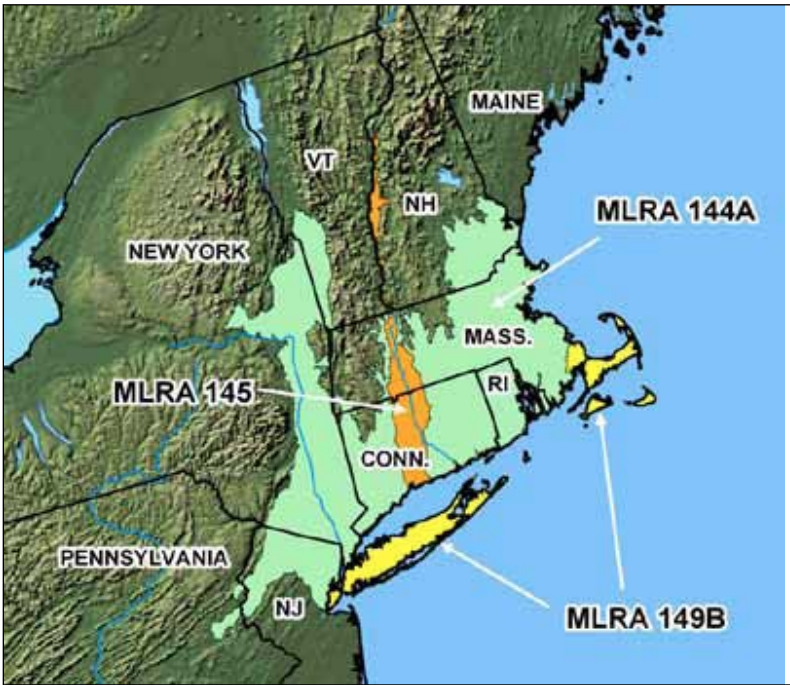 MAINE
VT
NH
MLRA 144A
NEW YORK
MASS.
MLRA 145
RI
CONN.
PENNSYLVANIA
NJ
MLRA 149B